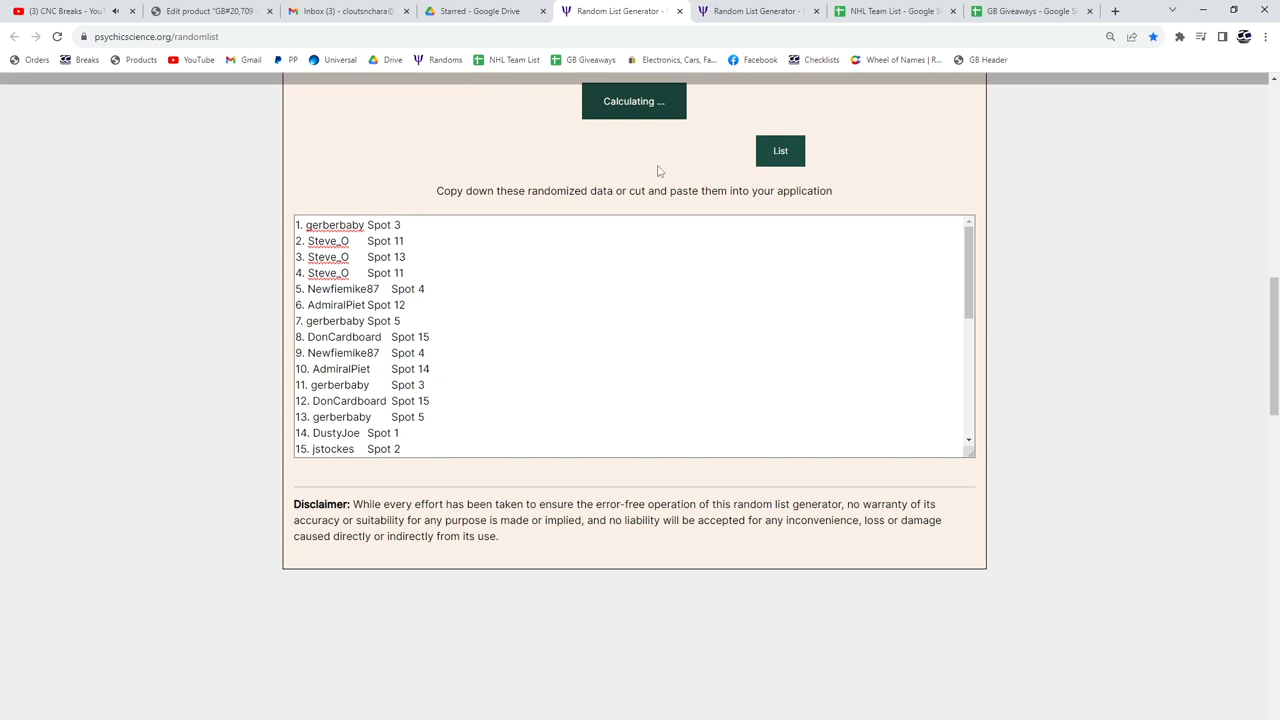 (3) CNC Breaks - YouT
Edit product "GB#20,709 -
Inbox (3) - cloutsnchara@
Starred - Google Drive
Random List Generator -
Random List Generator -
NHL Team List - Google S
GB Giveaways - Google Sh
psychicscience.org/randomlist
Orders
Breaks
Products
YouTube
Gmail
PP
Universal
Drive
Randoms
NHL Team List
GB Giveaways
Electronics, Cars, Fa...
Facebook
Checklists
Wheel of Names | R...
GB Header
Calculating ...
List
Copy down these randomized data or cut and paste them into your application
1. gerberbaby Spot 3
2. Steve_O Spot 11
3. Steve_O Spot 13
4. Steve_O Spot 11
5. Newfiemike87 Spot 4
6. AdmiralPiet Spot 12
7. gerberbaby Spot 5
8. DonCardboard Spot 15
9. Newfiemike87 Spot 4
10. AdmiralPiet Spot 14
11. gerberbaby Spot 3
12. DonCardboard Spot 15
13. gerberbaby Spot 5
14. DustyJoe Spot 1
15. jstockes Spot 2
Disclaimer: While every effort has been taken to ensure the error-free operation of this random list generator, no warranty of its
accuracy or suitability for any purpose is made or implied, and no liability will be accepted for any inconvenience, loss or damage
caused directly or indirectly from its use.